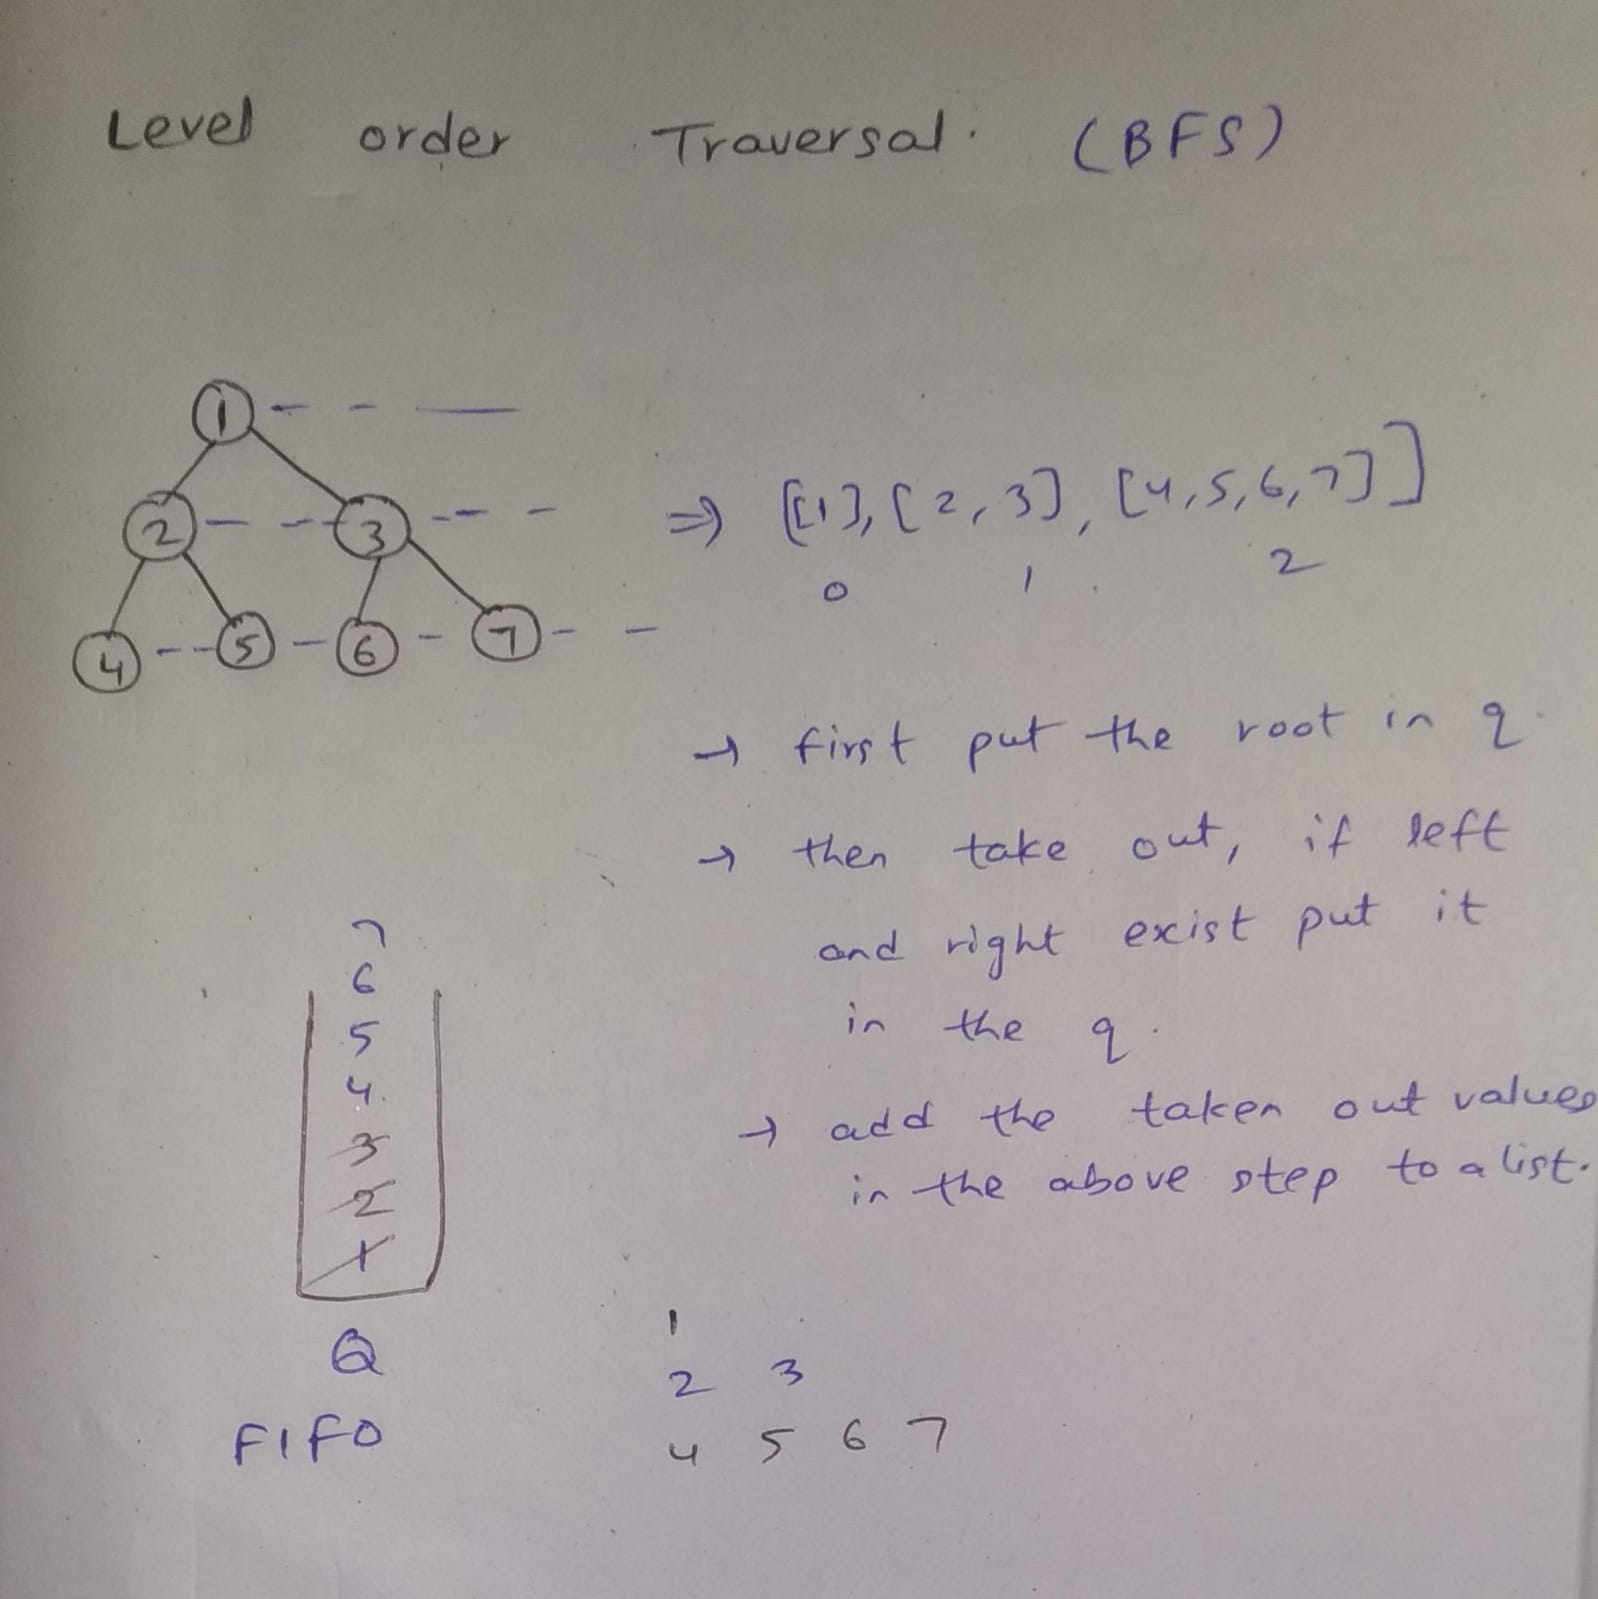 Level order Traversal. (BFS)
1
2 3
4 5 6 7
⇒ [[1], [2, 3], [4,5,6,7]]
0 1 2
→ first put the root in q.
→ then take out, if left
and right exist put it
in the q.
→ add the taken out values
in the above step to a list.
7
6
5
4
3
2
1
Q
FIFO
1
2 3
4 5 6 7